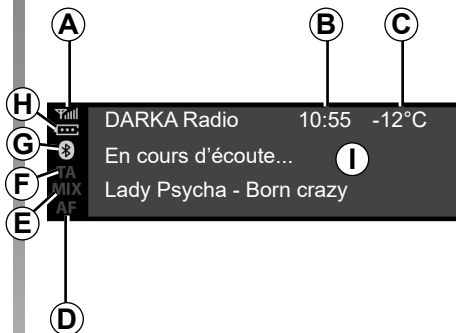 A B C
H
G
F
E
D
I
DARKA Radio 10:55 -12°C
En cours d'écoute...
Lady Psycha - Born crazy
TA
MIX
AF